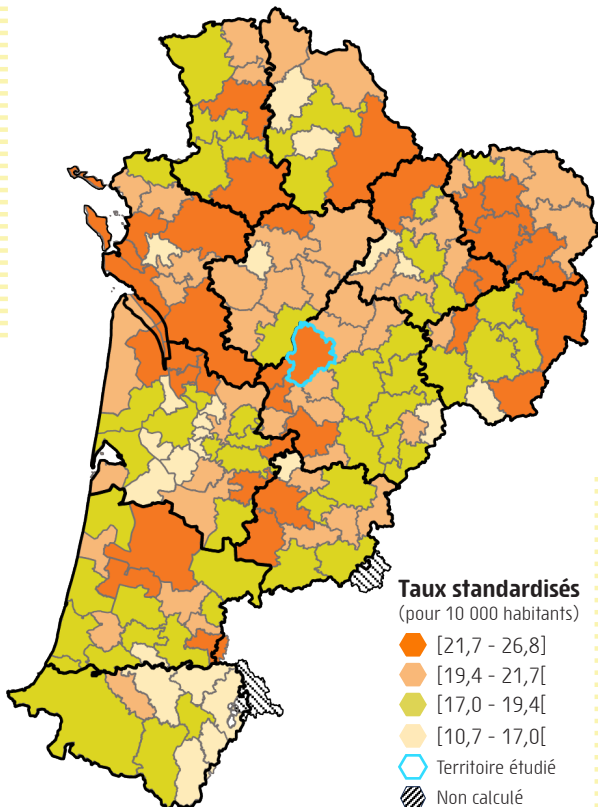 Taux standardisés
(pour 10 000 habitants)
[21,7 - 26,8]
[19,4 - 21,7[
[17,0 - 19,4[
[10,7 - 17,0[
Territoire étudié
Non calculé